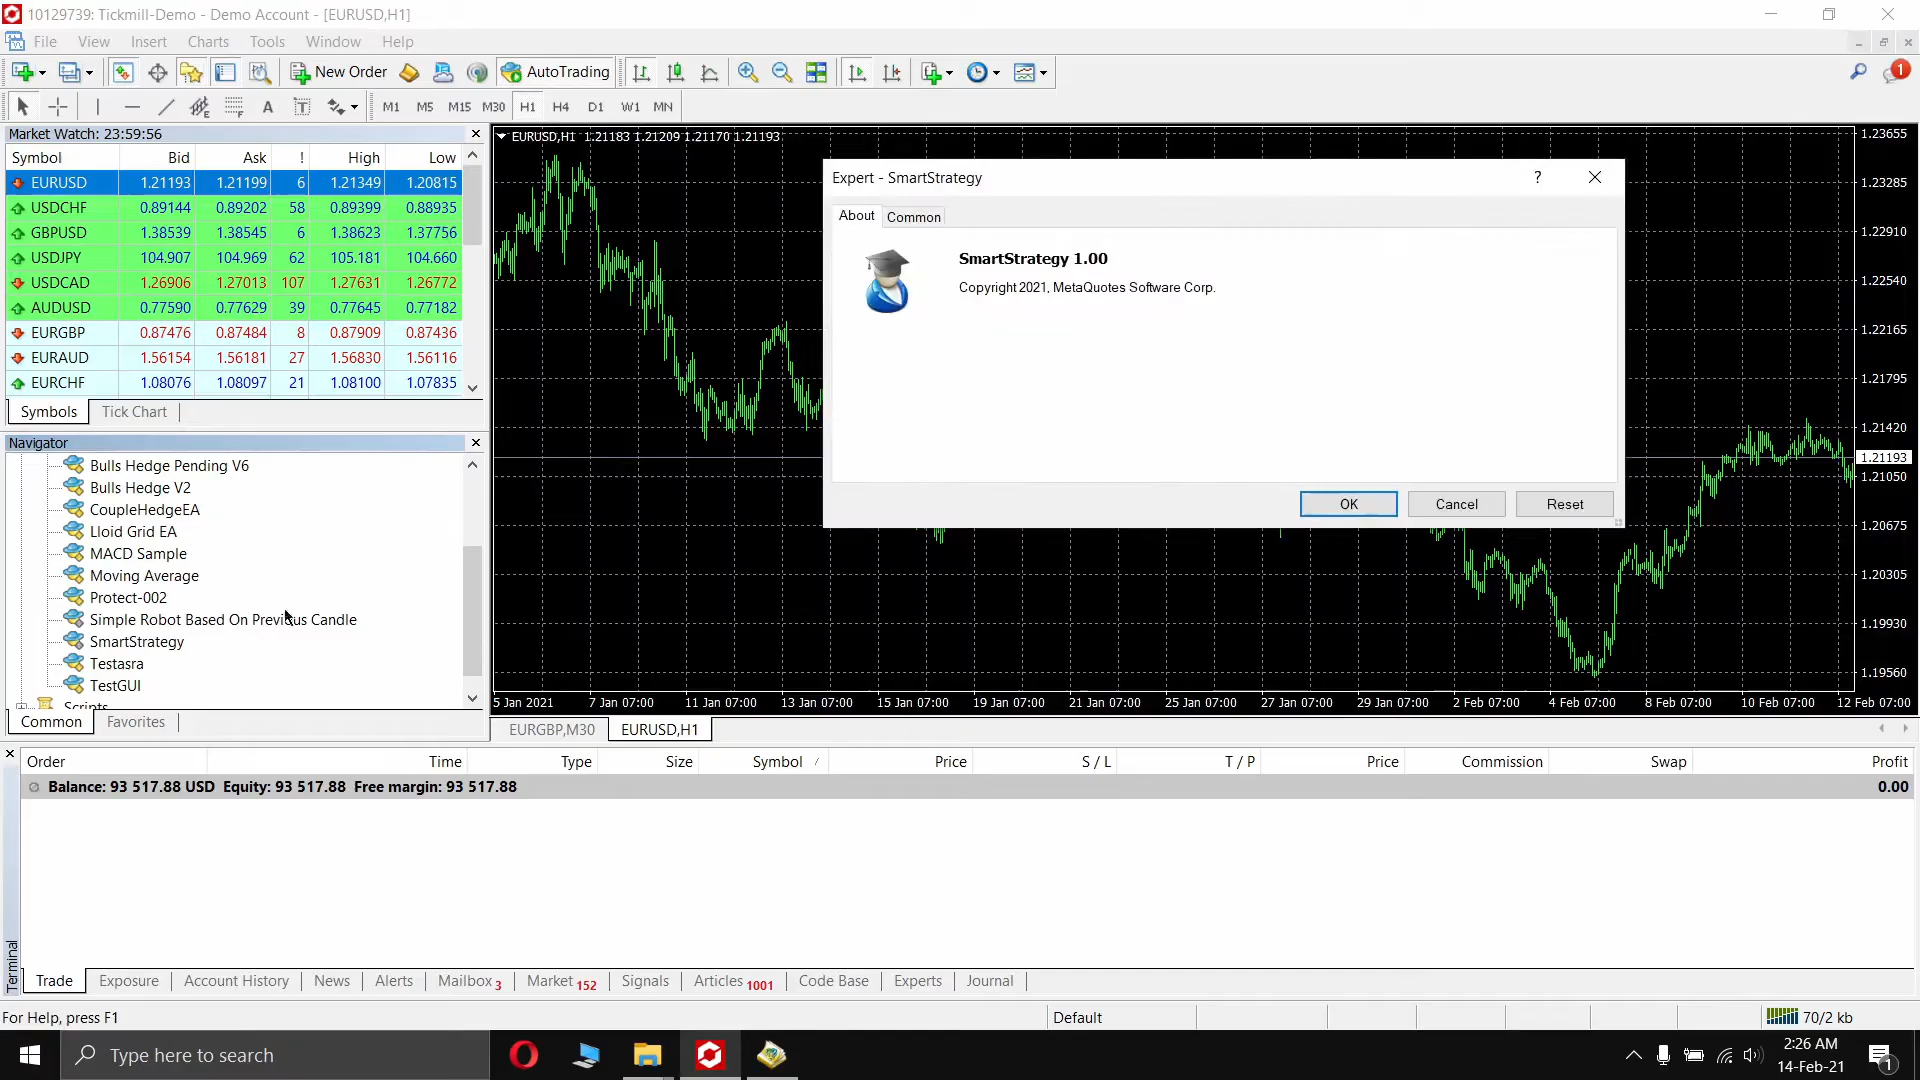 10129739: Tickmill-Demo - Demo Account - [EURUSD,H1]
File View Insert Charts Tools Window Help
New Order AutoTrading 1
A T M1 M5 M15 M30 H1 H4 D1 W1 MN
Market Watch: 23:59:56
Symbol Bid Ask ! High Low
EURUSD 1.21193 1.21199 6 1.21349 1.20815
USDCHF 0.89144 0.89202 58 0.89399 0.88935
GBPUSD 1.38539 1.38545 6 1.38623 1.37756
USDJPY 104.907 104.969 62 105.181 104.660
USDCAD 1.26906 1.27013 107 1.27631 1.26772
AUDUSD 0.77590 0.77629 39 0.77645 0.77182
EURGBP 0.87476 0.87484 8 0.87909 0.87436
EURAUD 1.56154 1.56181 27 1.56830 1.56116
EURCHF 1.08076 1.08097 21 1.08100 1.07835
Symbols Tick Chart
Navigator
Bulls Hedge Pending V6
Bulls Hedge V2
CoupleHedgeEA
Lloid Grid EA
MACD Sample
Moving Average
Protect-002
Simple Robot Based On Previous Candle
SmartStrategy
Testasra
TestGUI
Scripts
Common Favorites
EURUSD,H1 1.21183 1.21209 1.21170 1.21193
Expert - SmartStrategy ?
About Common
SmartStrategy 1.00
Copyright 2021, MetaQuotes Software Corp.
OK Cancel Reset
1.23655
1.23285
1.22910
1.22540
1.22165
1.21795
1.21420
1.21193
1.21050
1.20675
1.20305
1.19930
1.19560
5 Jan 2021 7 Jan 07:00 11 Jan 07:00 13 Jan 07:00 15 Jan 07:00 19 Jan 07:00 21 Jan 07:00 25 Jan 07:00 27 Jan 07:00 29 Jan 07:00 2 Feb 07:00 4 Feb 07:00 8 Feb 07:00 10 Feb 07:00 12 Feb 07:00
EURGBP,M30 EURUSD,H1
Order Time Type Size Symbol / Price S / L T / P Price Commission Swap Profit
Balance: 93 517.88 USD Equity: 93 517.88 Free margin: 93 517.88 0.00
Terminal
Trade Exposure Account History News Alerts Mailbox 3 Market 152 Signals Articles 1001 Code Base Experts Journal
For Help, press F1 Default 70/2 kb
Type here to search
2:26 AM
14-Feb-21
1